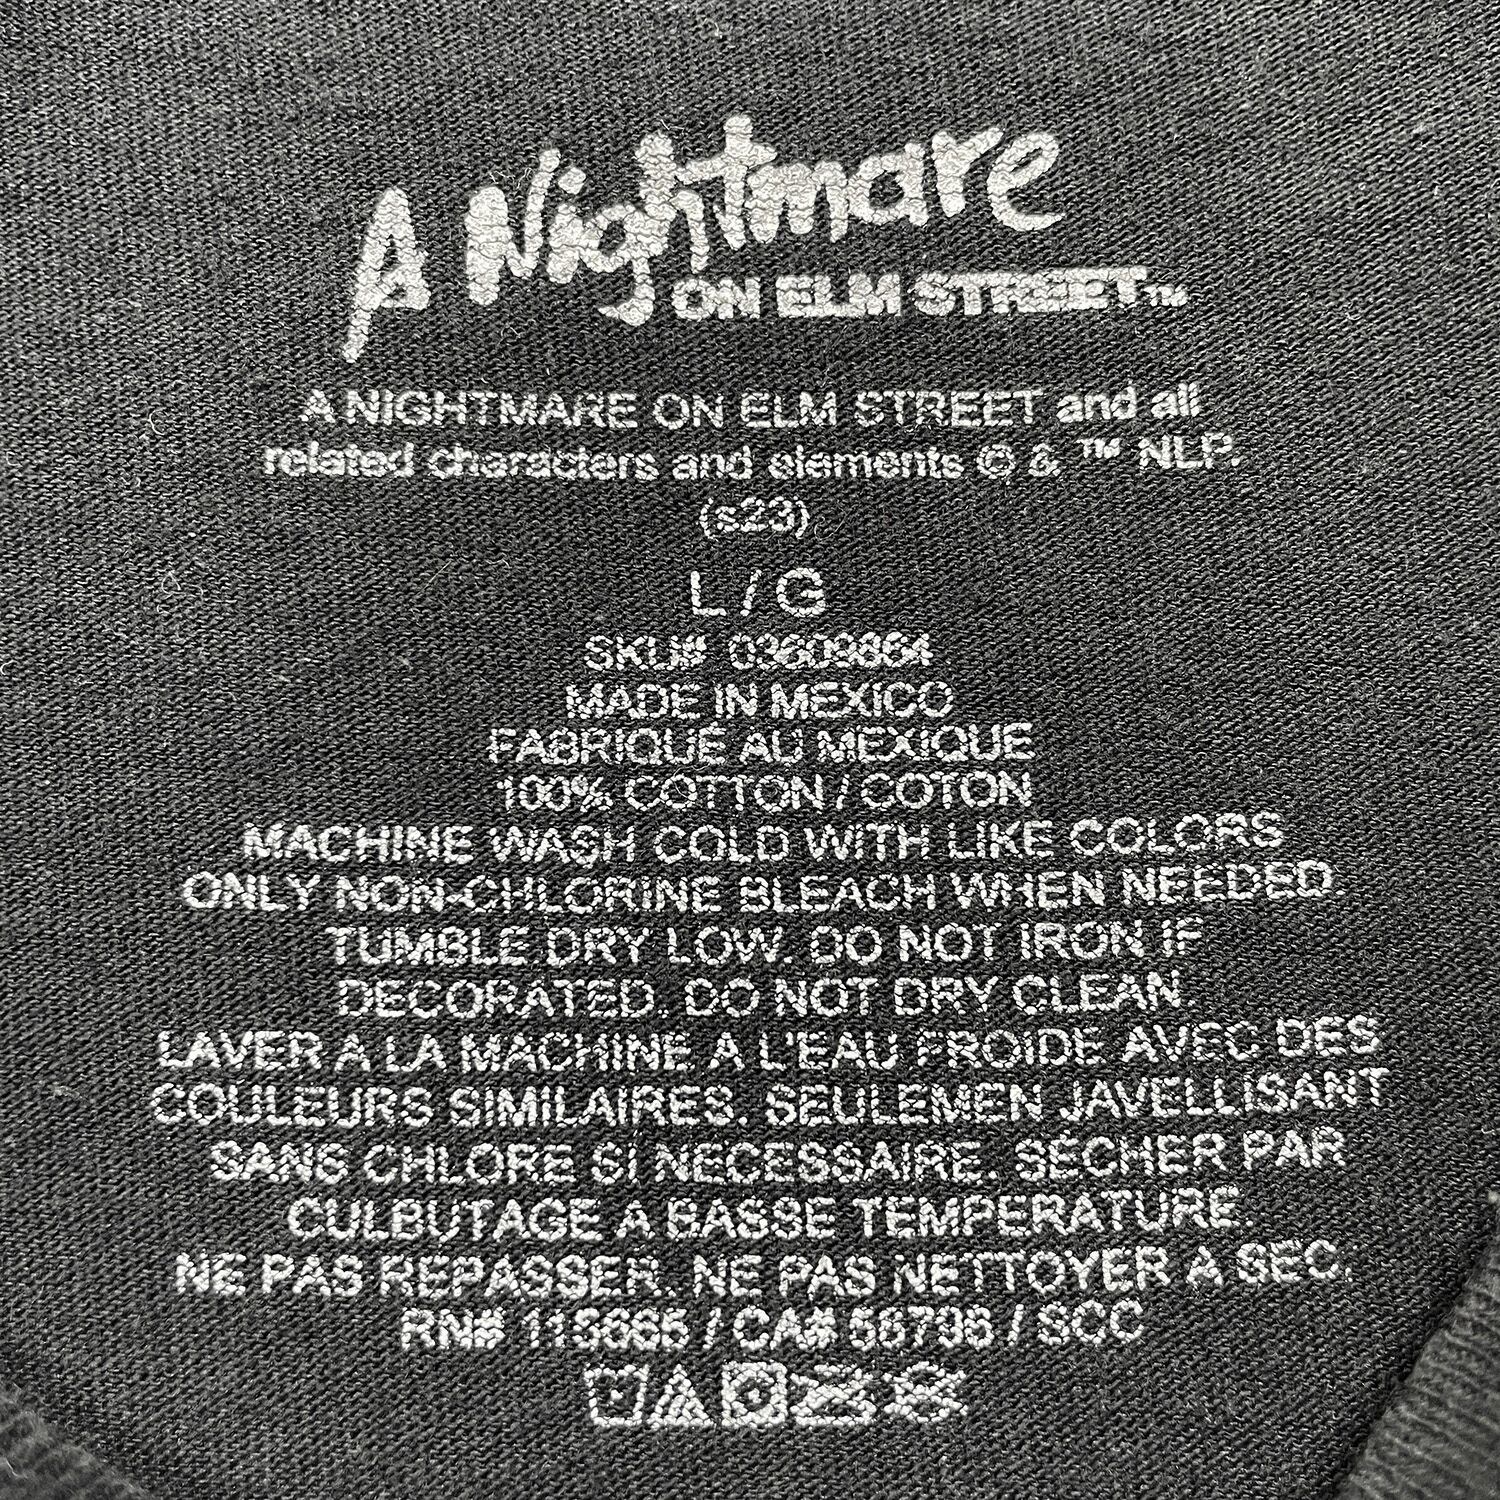 A Nightmare
ON ELM STREET™
A NIGHTMARE ON ELM STREET and all
related characters and elements © & ™ NLP.
(s23)
L / G
SKU# 03609864
MADE IN MEXICO
FABRIQUÉ AU MEXIQUE
100% COTTON / COTON
MACHINE WASH COLD WITH LIKE COLORS
ONLY NON-CHLORINE BLEACH WHEN NEEDED
TUMBLE DRY LOW. DO NOT IRON IF
DECORATED. DO NOT DRY CLEAN.
LAVER A LA MACHINE A L'EAU FROIDE AVEC DES
COULEURS SIMILAIRES. SEULEMEN JAVELLISANT
SANS CHLORE SI NECESSAIRE. SÉCHER PAR
CULBUTAGE A BASSE TEMPERATURE.
NE PAS REPASSER. NE PAS NETTOYER A SEC.
RN# / CA# / SCC